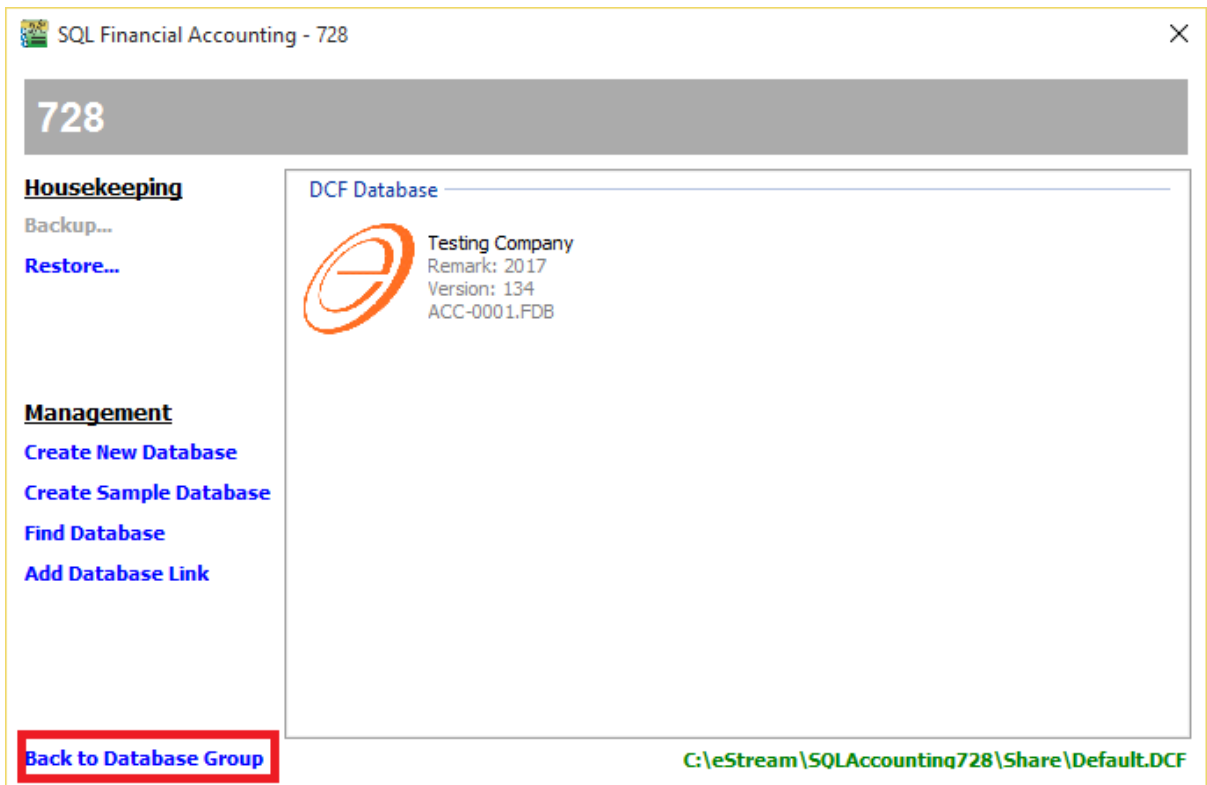 SQL Financial Accounting - 728
728
Housekeeping
Backup...
Restore...
Management
Create New Database
Create Sample Database
Find Database
Add Database Link
Back to Database Group
DCF Database
Testing Company
Remark: 2017
Version: 134
ACC-0001.FDB
C:\eStream\SQLAccounting728\Share\Default.DCF